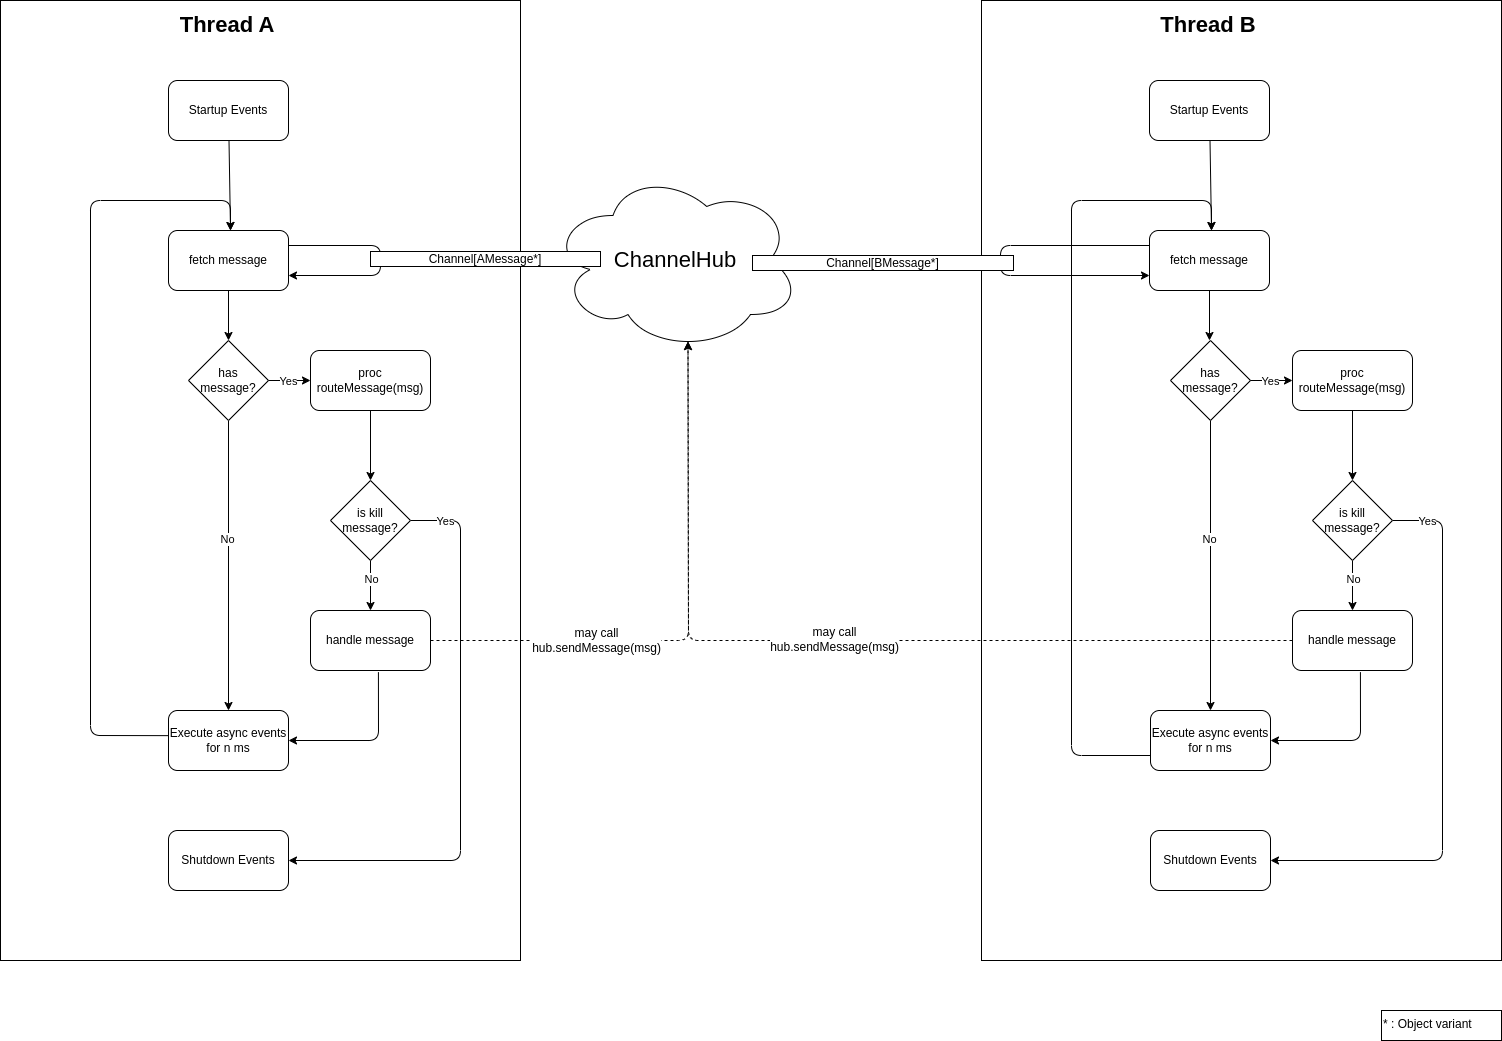 Thread A
Startup Events
fetch message
Channel[AMessage*]
has
message?
Yes
proc
routeMessage(msg)
is kill
message?
Yes
No
No
handle message
may call
hub.sendMessage(msg)
Execute async events
for n ms
Shutdown Events
ChannelHub
Thread B
Startup Events
Channel[BMessage*]
fetch message
has
message?
Yes
proc
routeMessage(msg)
is kill
message?
Yes
No
No
handle message
may call
hub.sendMessage(msg)
Execute async events
for n ms
Shutdown Events
* : Object variant